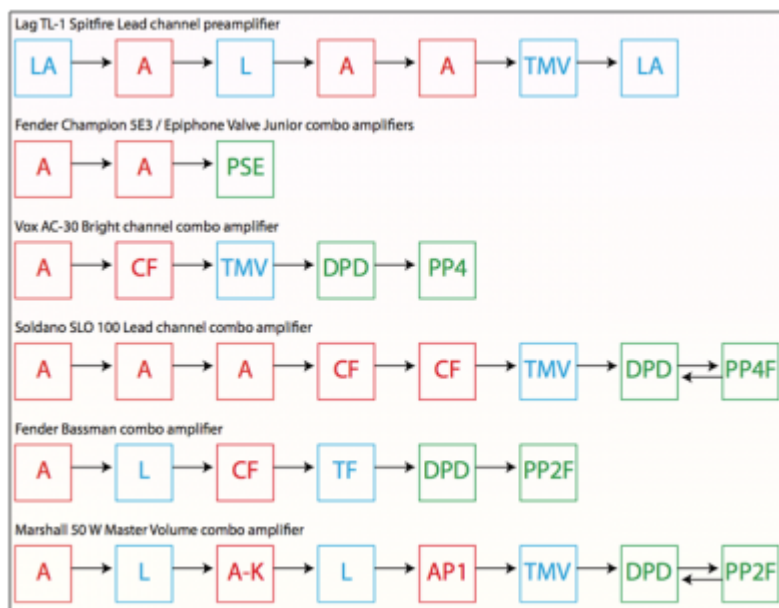 Lag TL-1 Spitfire Lead channel preamplifier
LA A L A A TMV LA
Fender Champion 5E3 / Epiphone Valve Junior combo amplifiers
A A PSE
Vox AC-30 Bright channel combo amplifier
A CF TMV DPD PP4
Soldano SLO 100 Lead channel combo amplifier
A A A CF CF TMV DPD PP4F
Fender Bassman combo amplifier
A L CF TF DPD PP2F
Marshall 50 W Master Volume combo amplifier
A L A-K L AP1 TMV DPD PP2F